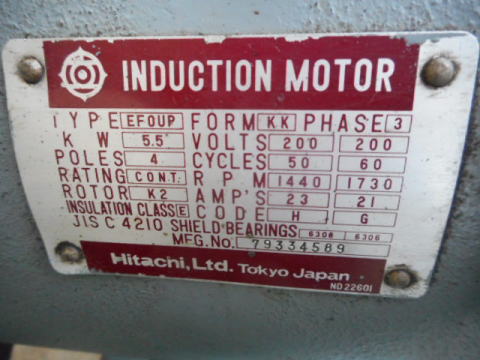 INDUCTION MOTOR
TYPE EFOUP FORM KK PHASE 3
KW 5.5 VOLTS 200 200
POLES 4 CYCLES 50 60
RATING CONT. RPM 1440 1730
ROTOR K2 AMP'S 23 21
INSULATION CLASS E CODE H G
JIS C 4210 SHIELD BEARINGS 6308 6306
MFG. No. 79334589
Hitachi, Ltd. Tokyo Japan
ND22601